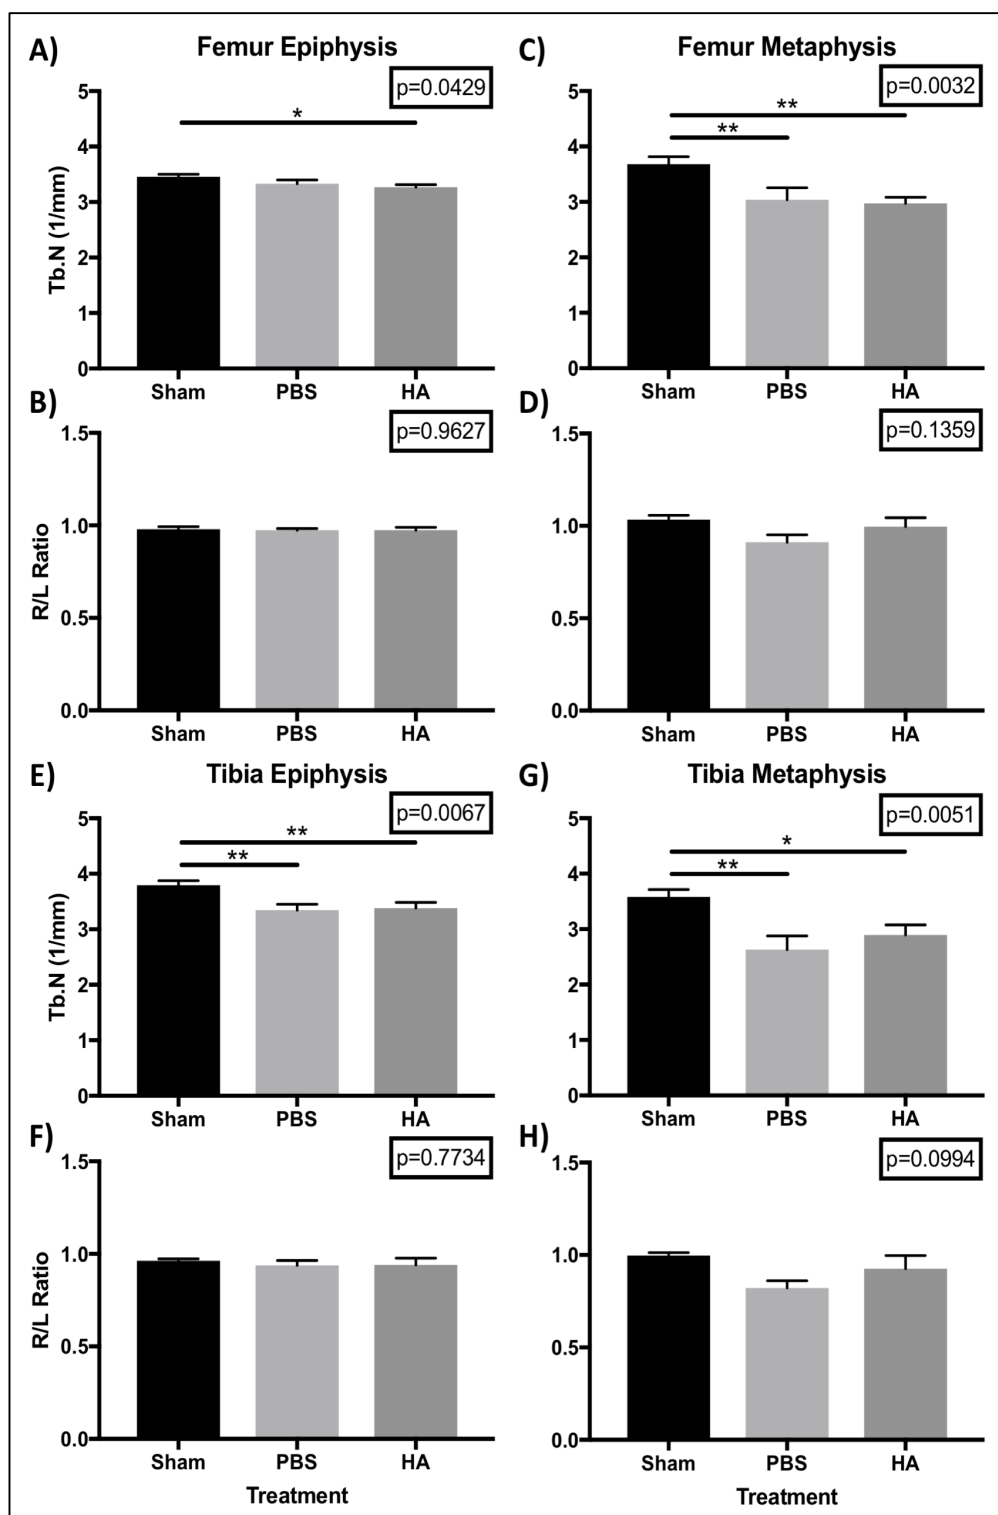 A)
Femur Epiphysis
p=0.0429
*
Tb.N (1/mm)
5
4
3
2
1
0
Sham PBS HA
C)
Femur Metaphysis
p=0.0032
**
**
5
4
3
2
1
0
Sham PBS HA
B)
p=0.9627
R/L Ratio
1.5
1.0
0.5
0.0
Sham PBS HA
D)
p=0.1359
1.5
1.0
0.5
0.0
Sham PBS HA
E)
Tibia Epiphysis
p=0.0067
**
**
Tb.N (1/mm)
5
4
3
2
1
0
Sham PBS HA
G)
Tibia Metaphysis
p=0.0051
*
**
5
4
3
2
1
0
Sham PBS HA
F)
p=0.7734
R/L Ratio
1.5
1.0
0.5
0.0
Sham PBS HA
Treatment
H)
p=0.0994
1.5
1.0
0.5
0.0
Sham PBS HA
Treatment